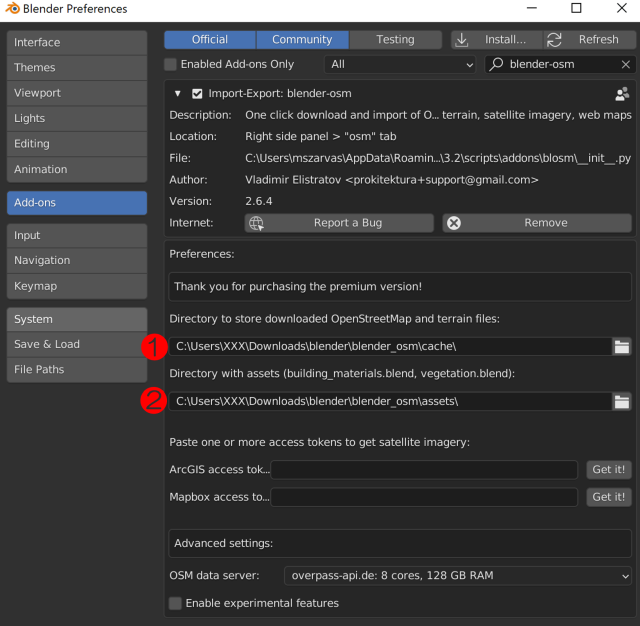 Blender Preferences
Interface
Themes
Viewport
Lights
Editing
Animation
Add-ons
Input
Navigation
Keymap
System
Save & Load
File Paths
Official Community Testing Install... Refresh
Enabled Add-ons Only All blender-osm
Import-Export: blender-osm
Description: One click download and import of O... terrain, satellite imagery, web maps
Location: Right side panel > "osm" tab
File: C:\Users\mszarvas\AppData\Roamin...\3.2\scripts\addons\blosm\__init__.py
Author: Vladimir Elistratov <prokitektura+support@gmail.com>
Version: 2.6.4
Internet: Report a Bug Remove
Preferences:
Thank you for purchasing the premium version!
Directory to store downloaded OpenStreetMap and terrain files:
1 C:\Users\XXX\Downloads\blender\blender_osm\cache\
Directory with assets (building_materials.blend, vegetation.blend):
2 C:\Users\XXX\Downloads\blender\blender_osm\assets\
Paste one or more access tokens to get satellite imagery:
ArcGIS access tok... Get it!
Mapbox access to... Get it!
Advanced settings:
OSM data server: overpass-api.de: 8 cores, 128 GB RAM
Enable experimental features